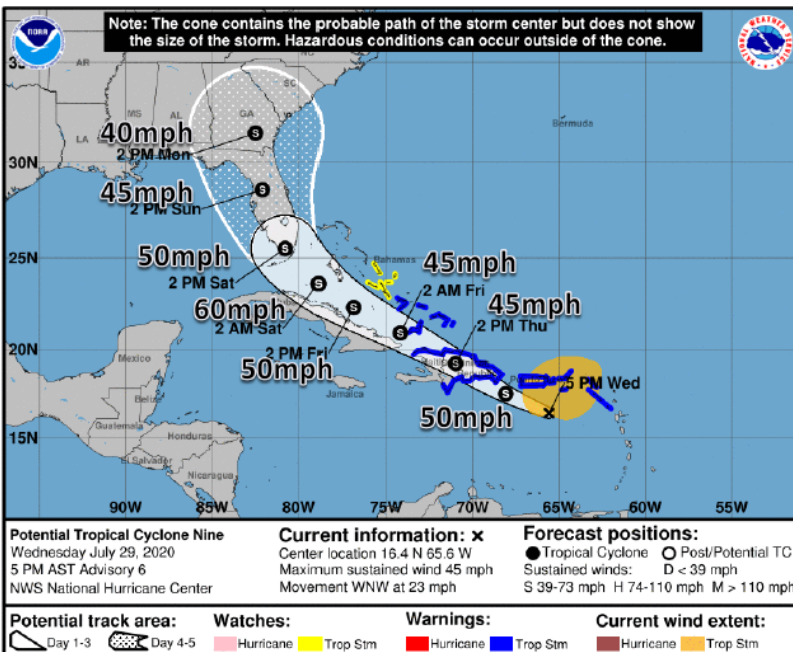 Note: The cone contains the probable path of the storm center but does not show
the size of the storm. Hazardous conditions can occur outside of the cone.
NOAA
NATIONAL WEATHER SERVICE
35
30N
25N
20N
15N
AR
MS
AL
LA
GA
SC
Bermuda
40mph
2 PM Mon
45mph
2 PM Sun
50mph
2 PM Sat
60mph
2 AM Sat
50mph
2 PM Fri
45mph
2 AM Fri
45mph
2 PM Thu
50mph
5 PM Wed
Bahamas
Mexico
Belize
Jamaica
Guatemala
Honduras
El Salvador
Nicaragua
S
S
S
S
S
S
S
S
90W
85W
80W
75W
70W
65W
60W
55W
Potential Tropical Cyclone Nine
Wednesday July 29, 2020
5 PM AST Advisory 6
NWS National Hurricane Center
Current information: x
Center location 16.4 N 65.6 W
Maximum sustained wind 45 mph
Movement WNW at 23 mph
Forecast positions:
Tropical Cyclone Post/Potential TC
Sustained winds: D < 39 mph
S 39-73 mph H 74-110 mph M > 110 mph
Potential track area:
Day 1-3 Day 4-5
Watches:
Hurricane Trop Stm
Warnings:
Hurricane Trop Stm
Current wind extent:
Hurricane Trop Stm